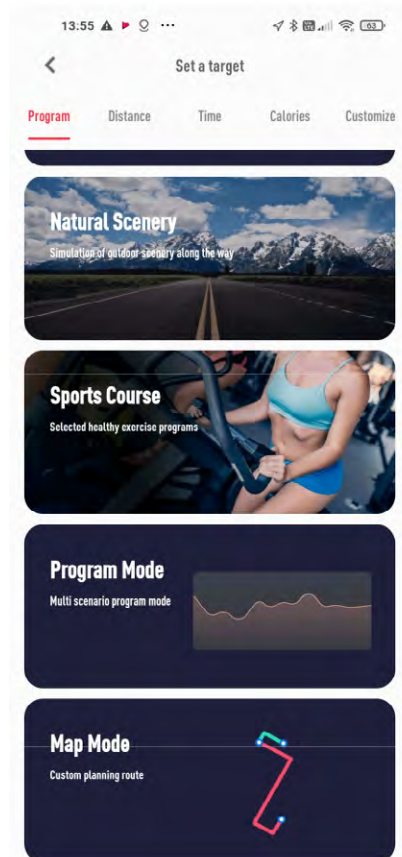 13:55
63
Set a target
Program Distance Time Calories Customize
Natural Scenery
Simulation of outdoor scenery along the way
Sports Course
Selected healthy exercise programs
Program Mode
Multi scenario program mode
Map Mode
Custom planning route